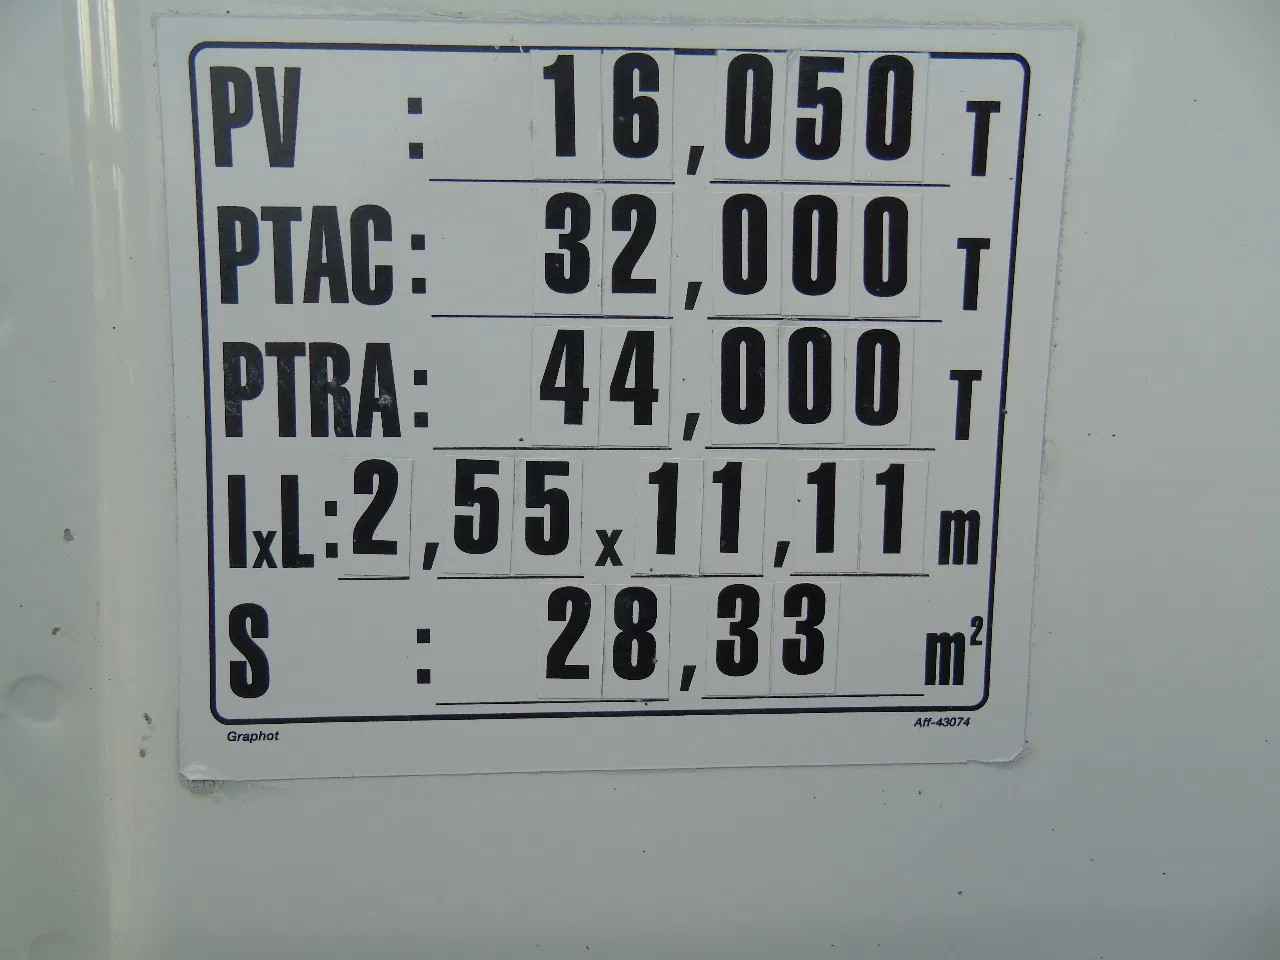 PV : 16,050 T
PTAC : 32,000 T
PTRA : 44,000 T
lxL : 2,55 x 11,11 m
S : 28,33 m²
Graphot Aff-43074